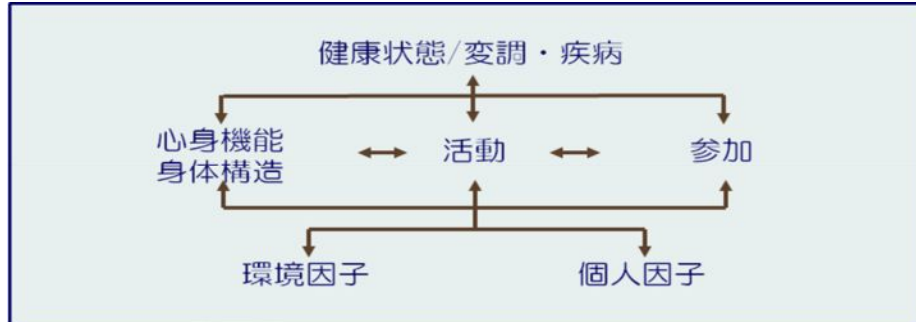 健康状態/変調・疾病
心身機能
身体構造
活動
参加
環境因子
個人因子